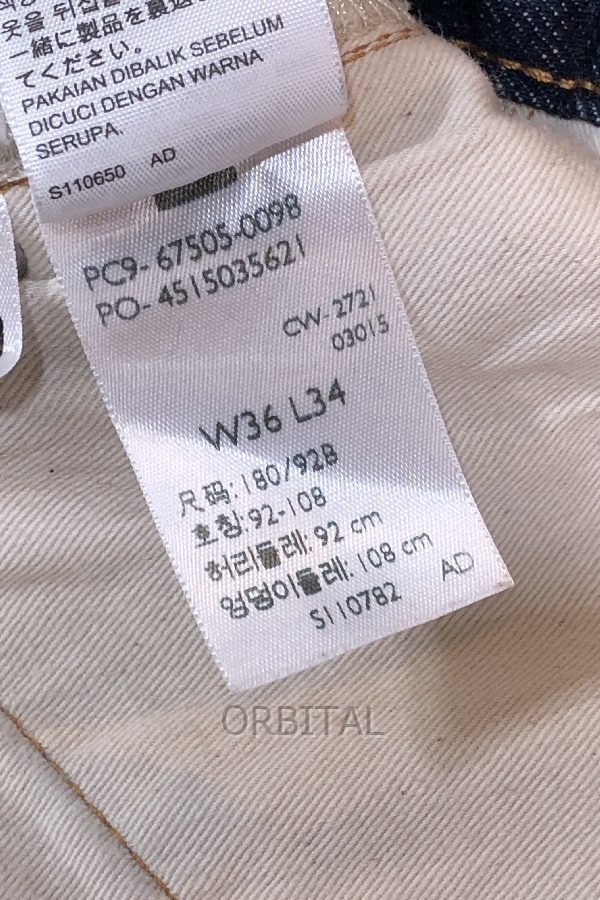 옷을 뒤집을
一緒に製品を裏返し
てください。
PAKAIAN DIBALIK SEBELUM
DICUCI DENGAN WARNA
SERUPA.
S110650 AD
PC9- 67505-0098
PO- 4515035621
CW- 2721
03015
W36 L34
尺码:180/92B
호칭:92-108
허리둘레: 92 cm
엉덩이둘레: 108 cm
S110782 AD
ORBITAL